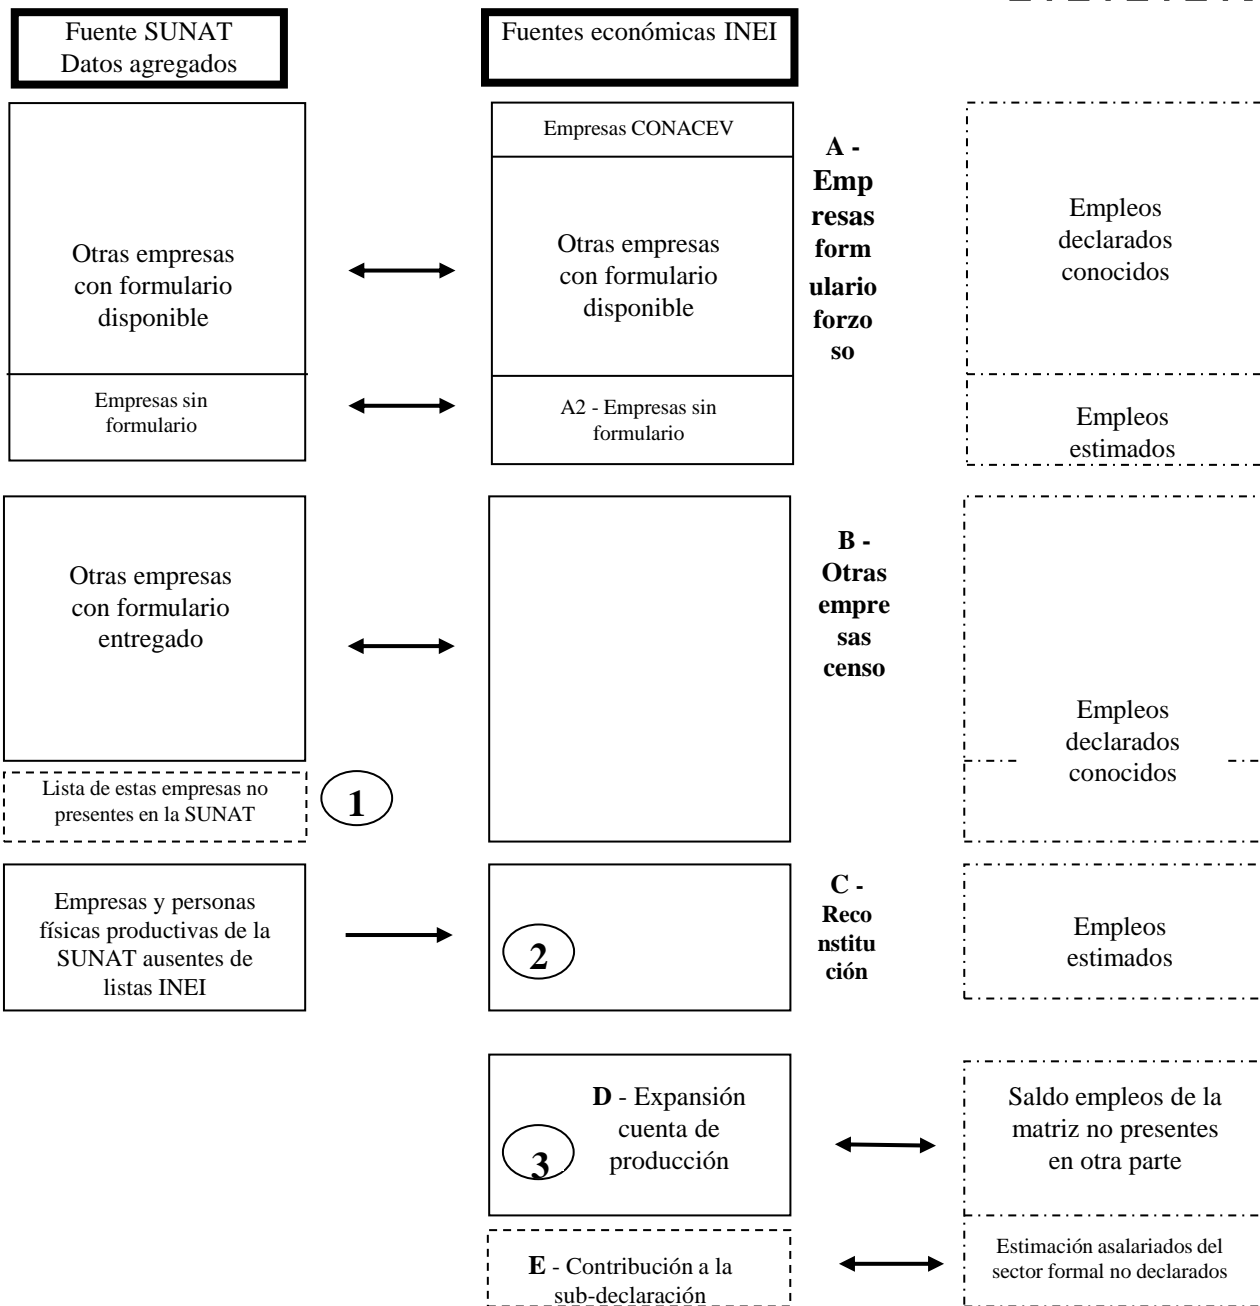 Fuente SUNAT
Datos agregados
Fuentes económicas INEI
Otras empresas
con formulario
disponible
Empresas sin
formulario
Empresas CONACEV
Otras empresas
con formulario
disponible
A2 - Empresas sin
formulario
A -
Emp
resas
form
ulario
forzo
so
Empleos
declarados
conocidos
Empleos
estimados
Otras empresas
con formulario
entregado
Lista de estas empresas no
presentes en la SUNAT
1
B -
Otras
empre
sas
censo
Empleos
declarados
conocidos
Empresas y personas
físicas productivas de la
SUNAT ausentes de
listas INEI
2
C -
Reco
nstitu
ción
Empleos
estimados
D - Expansión
cuenta de
producción
3
Saldo empleos de la
matriz no presentes
en otra parte
E - Contribución a la
sub-declaración
Estimación asalariados del
sector formal no declarados